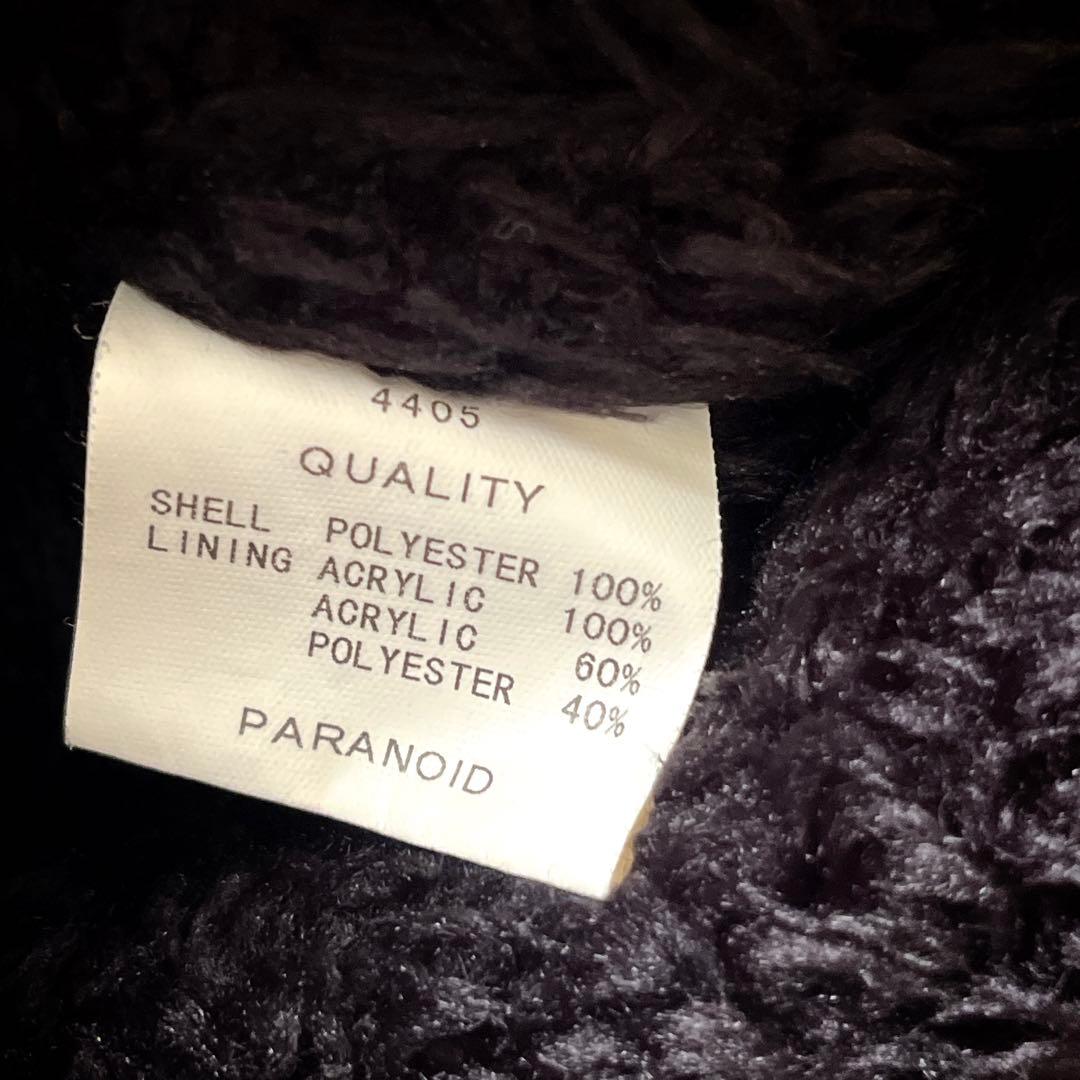 4405
QUALITY
SHELL POLYESTER 100%
LINING ACRYLIC 100%
ACRYLIC 60%
POLYESTER 40%
PARANOID